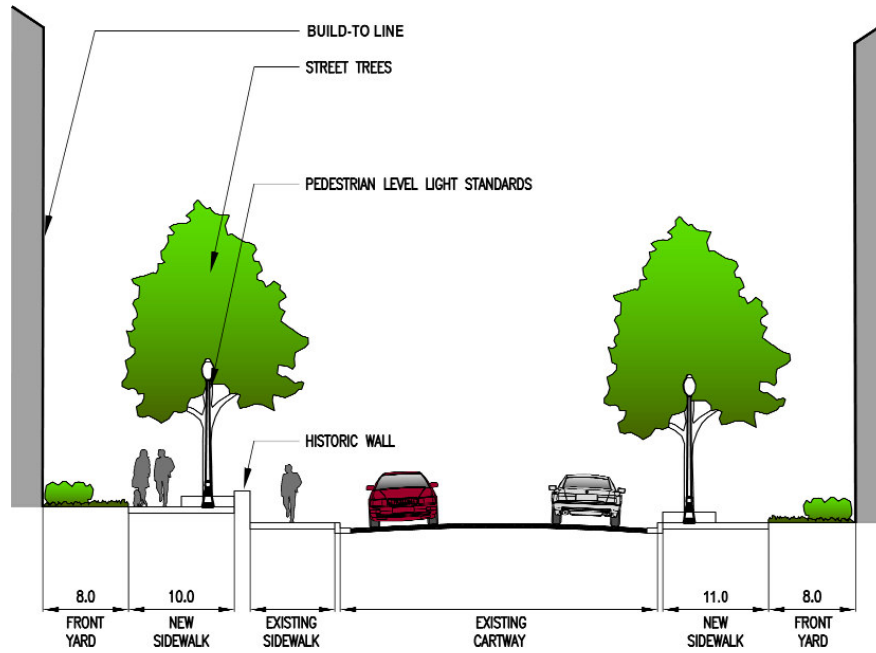 BUILD-TO LINE
STREET TREES
PEDESTRIAN LEVEL LIGHT STANDARDS
HISTORIC WALL
8.0 10.0 11.0 8.0
FRONT NEW EXISTING EXISTING NEW FRONT
YARD SIDEWALK SIDEWALK CARTWAY SIDEWALK YARD